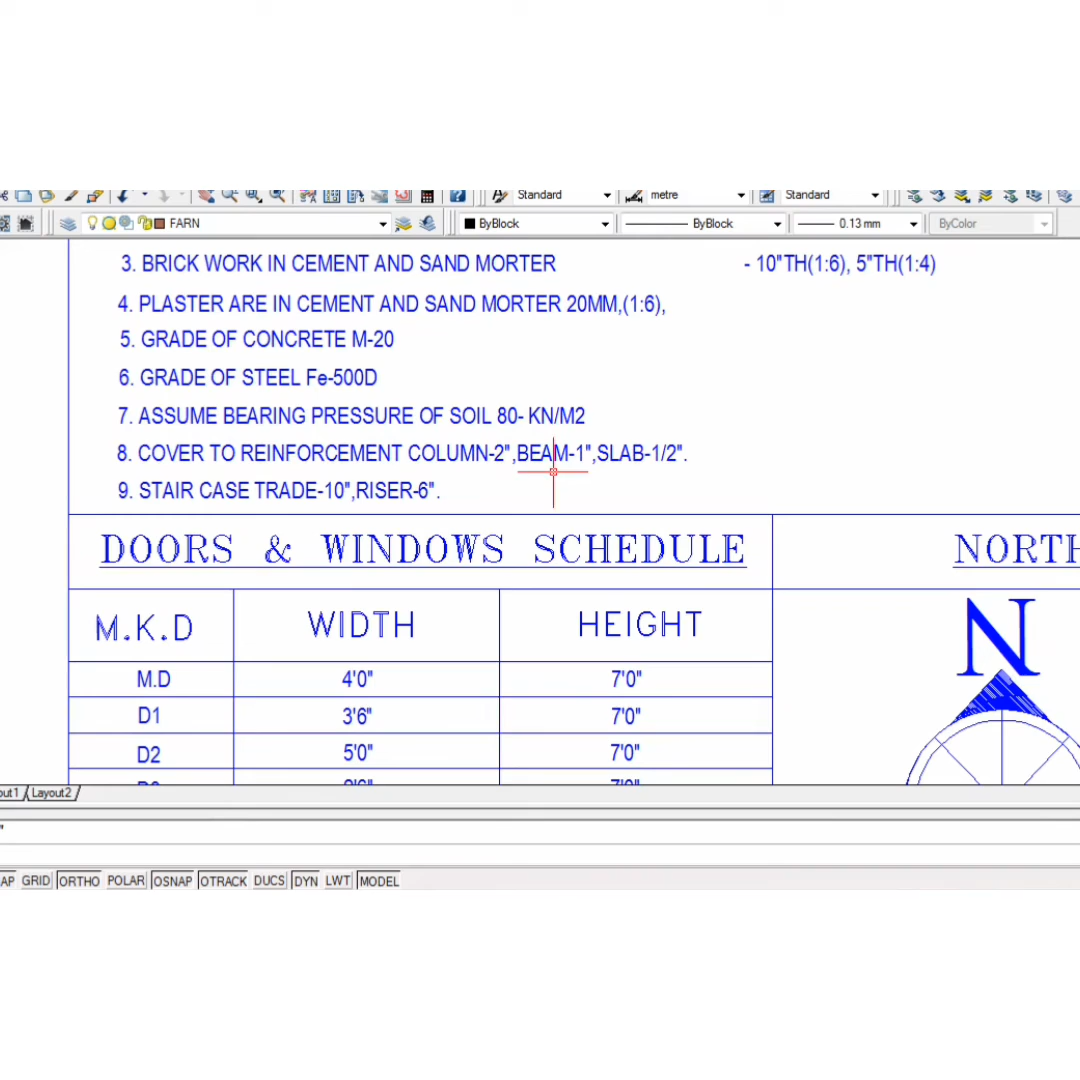 Standard metre Standard
FARN ByBlock ByBlock 0.13 mm ByColor
3. BRICK WORK IN CEMENT AND SAND MORTER - 10"TH(1:6), 5"TH(1:4)
4. PLASTER ARE IN CEMENT AND SAND MORTER 20MM,(1:6),
5. GRADE OF CONCRETE M-20
6. GRADE OF STEEL Fe-500D
7. ASSUME BEARING PRESSURE OF SOIL 80- KN/M2
8. COVER TO REINFORCEMENT COLUMN-2",BEAM-1",SLAB-1/2".
9. STAIR CASE TRADE-10",RISER-6".
DOORS & WINDOWS SCHEDULE NORTH
M.K.D WIDTH HEIGHT
N
M.D 4'0" 7'0"
D1 3'6" 7'0"
D2 5'0" 7'0"
out1 Layout2
"
AP GRID ORTHO POLAR OSNAP OTRACK DUCS DYN LWT MODEL